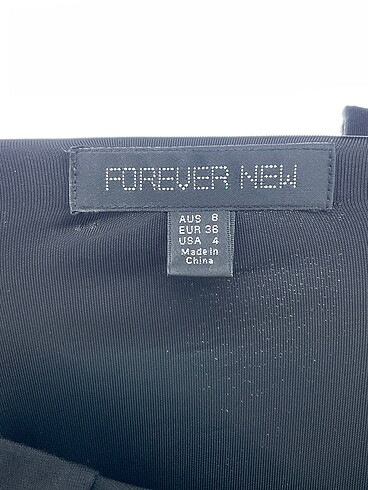 FOREVER NEW
AUS 8
EUR 36
USA 4
Made in
China